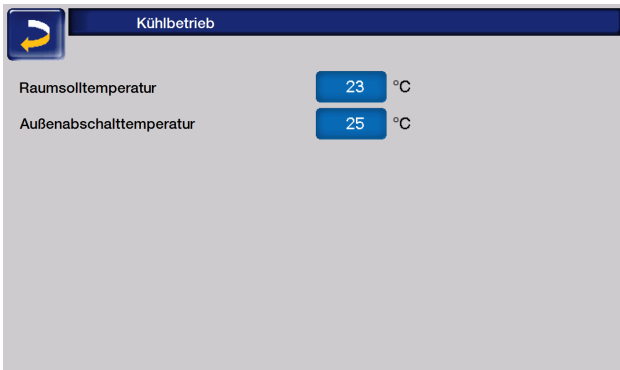 Kühlbetrieb
Raumsolltemperatur 23 °C
Außenabschalttemperatur 25 °C